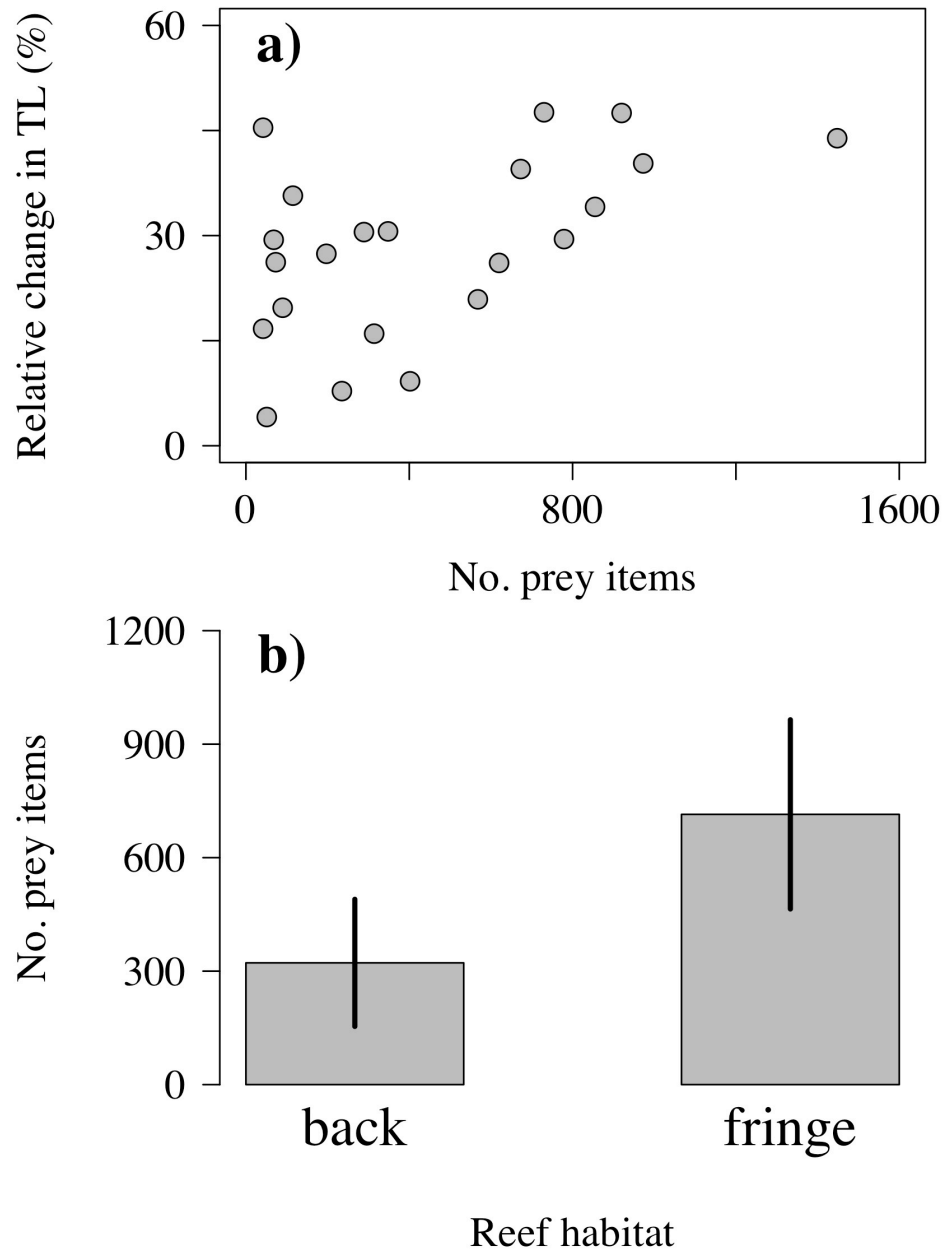 Relative change in TL (%)
60
30
0
a)
0 800 1600
No. prey items
No. prey items
1200
900
600
300
0
b)
back fringe
Reef habitat